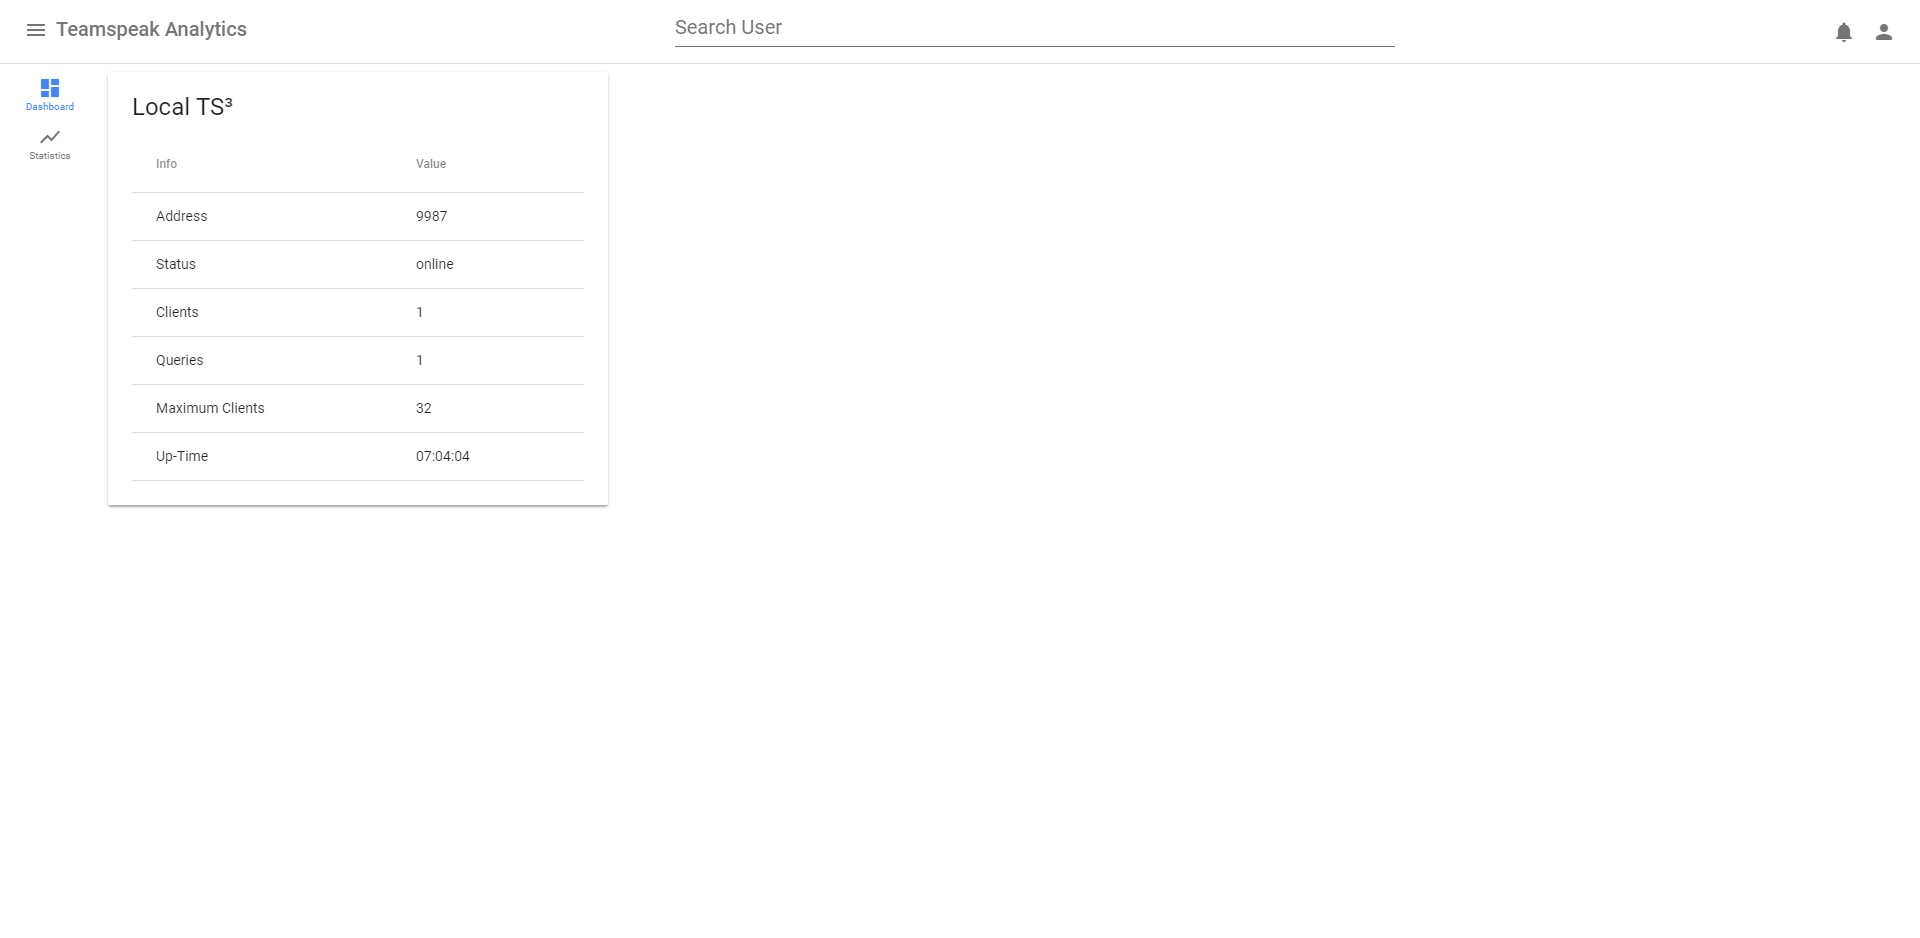 Teamspeak Analytics
Search User
Dashboard
Statistics
Local TS³
Info Value
Address 9987
Status online
Clients 1
Queries 1
Maximum Clients 32
Up-Time 07:04:04